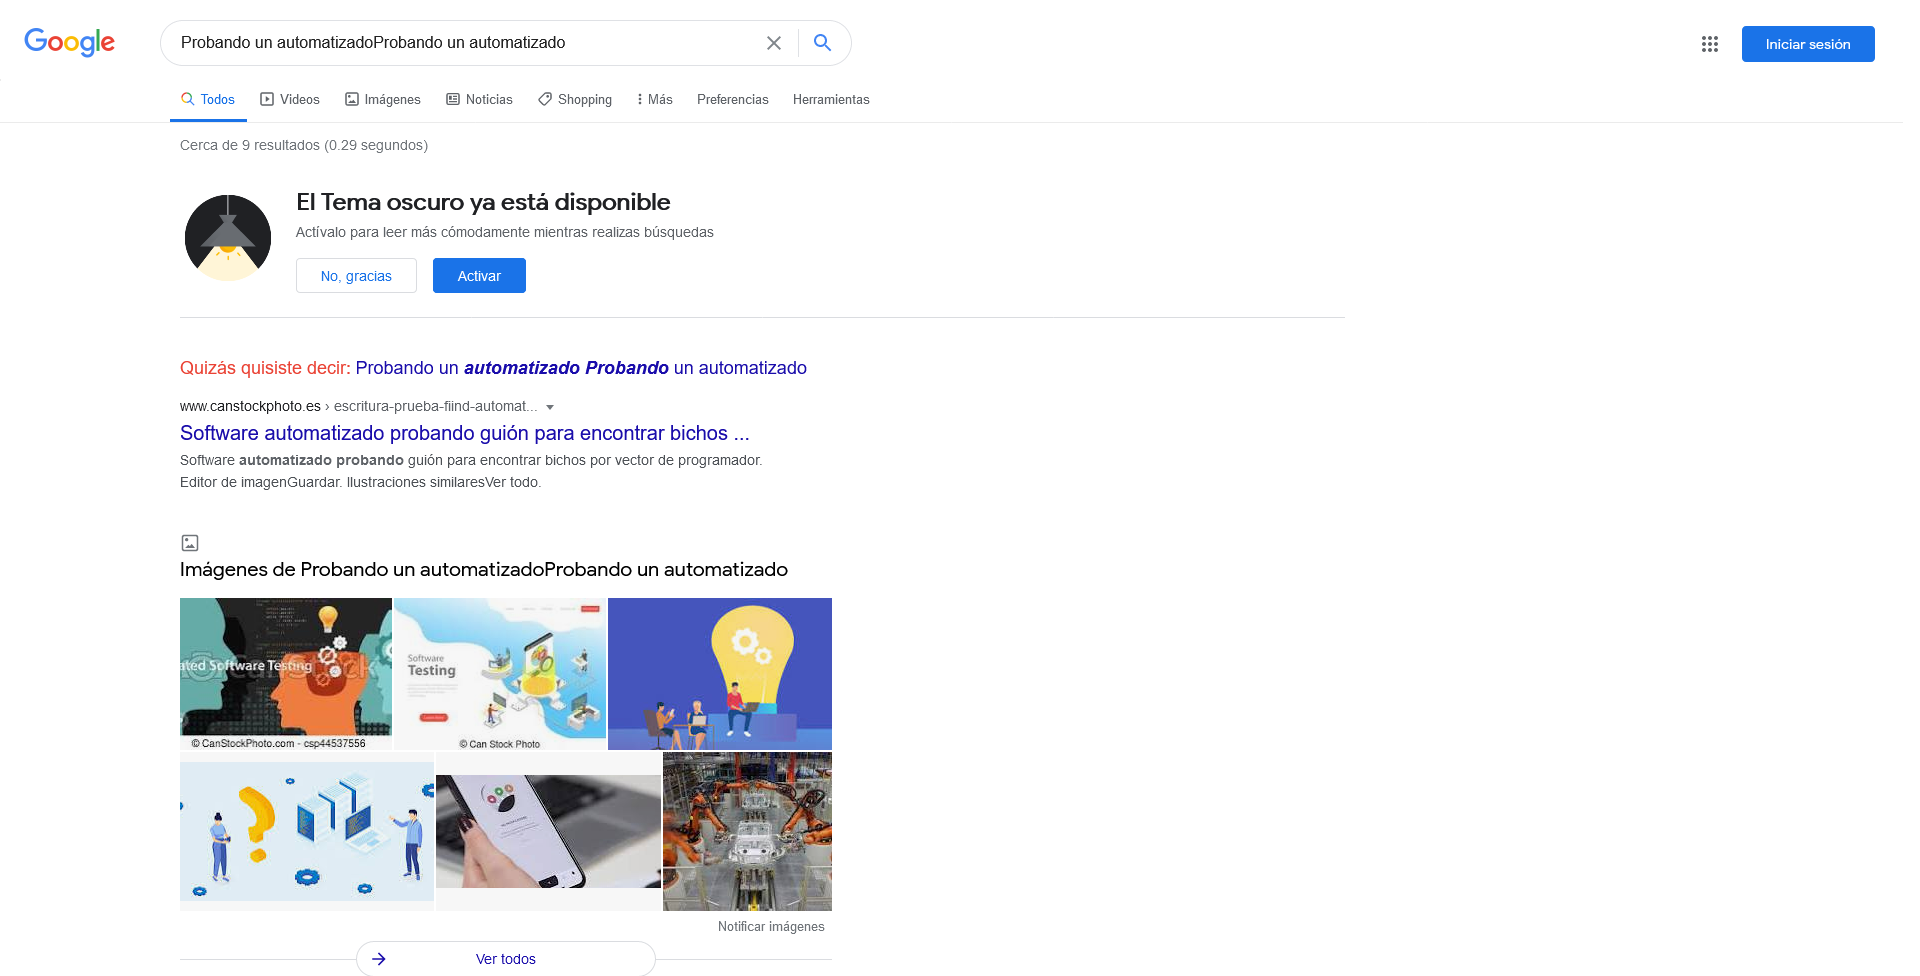 Google
Probando un automatizadoProbando un automatizado
Iniciar sesión
Todos
Videos
Imágenes
Noticias
Shopping
Más
Preferencias
Herramientas
Cerca de 9 resultados (0.29 segundos)
El Tema oscuro ya está disponible
Actívalo para leer más cómodamente mientras realizas búsquedas
No, gracias
Activar
Quizás quisiste decir: Probando un automatizado Probando un automatizado
www.canstockphoto.es › escritura-prueba-fiind-automat...
Software automatizado probando guión para encontrar bichos ...
Software automatizado probando guión para encontrar bichos por vector de programador.
Editor de imagenGuardar. Ilustraciones similaresVer todo.
Imágenes de Probando un automatizadoProbando un automatizado
ated Software Testing
© CanStockPhoto.com - csp44537556
Software
Testing
© Can Stock Photo
Notificar imágenes
Ver todos